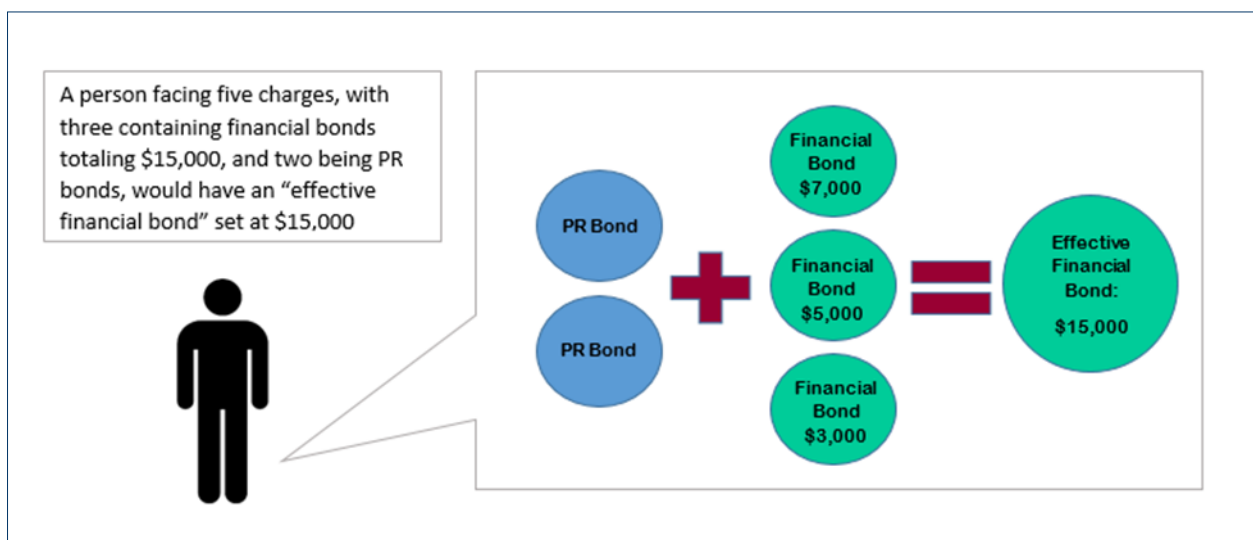 A person facing five charges, with
three containing financial bonds
totaling $15,000, and two being PR
bonds, would have an “effective
financial bond” set at $15,000
PR Bond
PR Bond
Financial
Bond
$7,000
Financial
Bond
$5,000
Financial
Bond
$3,000
Effective
Financial
Bond:
$15,000